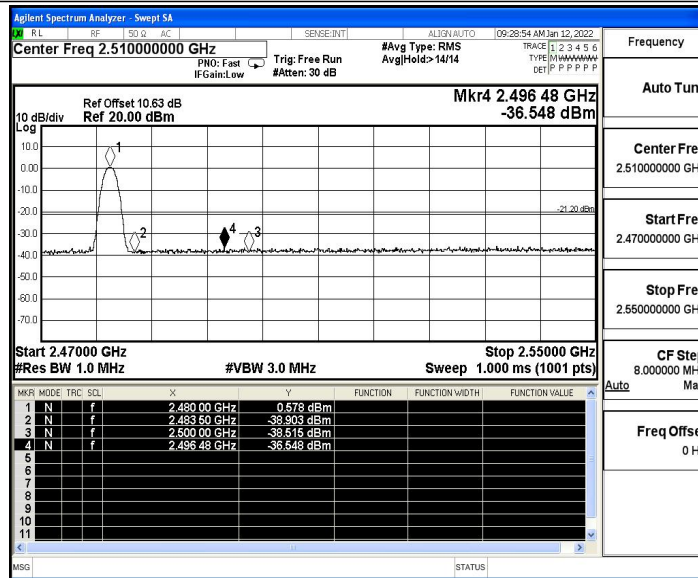 Agilent Spectrum Analyzer - Swept SA
RL RF 50 Ω AC SENSE:INT ALIGN AUTO 09:28:54 AM Jan 12, 2022
Center Freq 2.510000000 GHz
PNO: Fast
IFGain:Low
Trig: Free Run
#Atten: 30 dB
#Avg Type: RMS
Avg|Hold:>14/14
TRACE 1 2 3 4 5 6
TYPE M
DET P P P P P P
Ref Offset 10.63 dB
10 dB/div Ref 20.00 dBm
Log
Mkr4 2.496 48 GHz
-36.548 dBm
10.0
0.00
-10.0
-20.0
-30.0
-40.0
-50.0
-60.0
-70.0
1
2
4
3
-21.20 dBm
Start 2.47000 GHz Stop 2.55000 GHz
#Res BW 1.0 MHz #VBW 3.0 MHz Sweep 1.000 ms (1001 pts)
MKR MODE TRC SCL X Y FUNCTION FUNCTION WIDTH FUNCTION VALUE
1 N f 2.480 00 GHz 0.578 dBm
2 N f 2.483 50 GHz -38.903 dBm
3 N f 2.500 00 GHz -38.515 dBm
4 N f 2.496 48 GHz -36.548 dBm
5
6
7
8
9
10
11
MSG STATUS
Frequency
Auto Tun
Center Fre
2.510000000 GH
Start Fre
2.470000000 GH
Stop Fre
2.550000000 GH
CF Ste
8.000000 MH
Auto Ma
Freq Offse
0 H